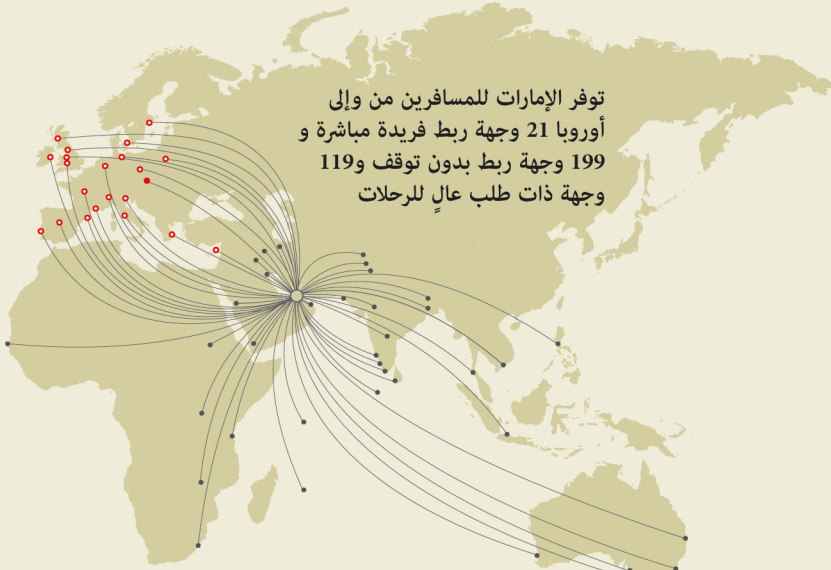 توفر الإمارات للمسافرين من وإلى
أوروبا 21 وجهة ربط فريدة مباشرة و
199 وجهة ربط بدون توقف و119
وجهة ذات طلب عالٍ للرحلات